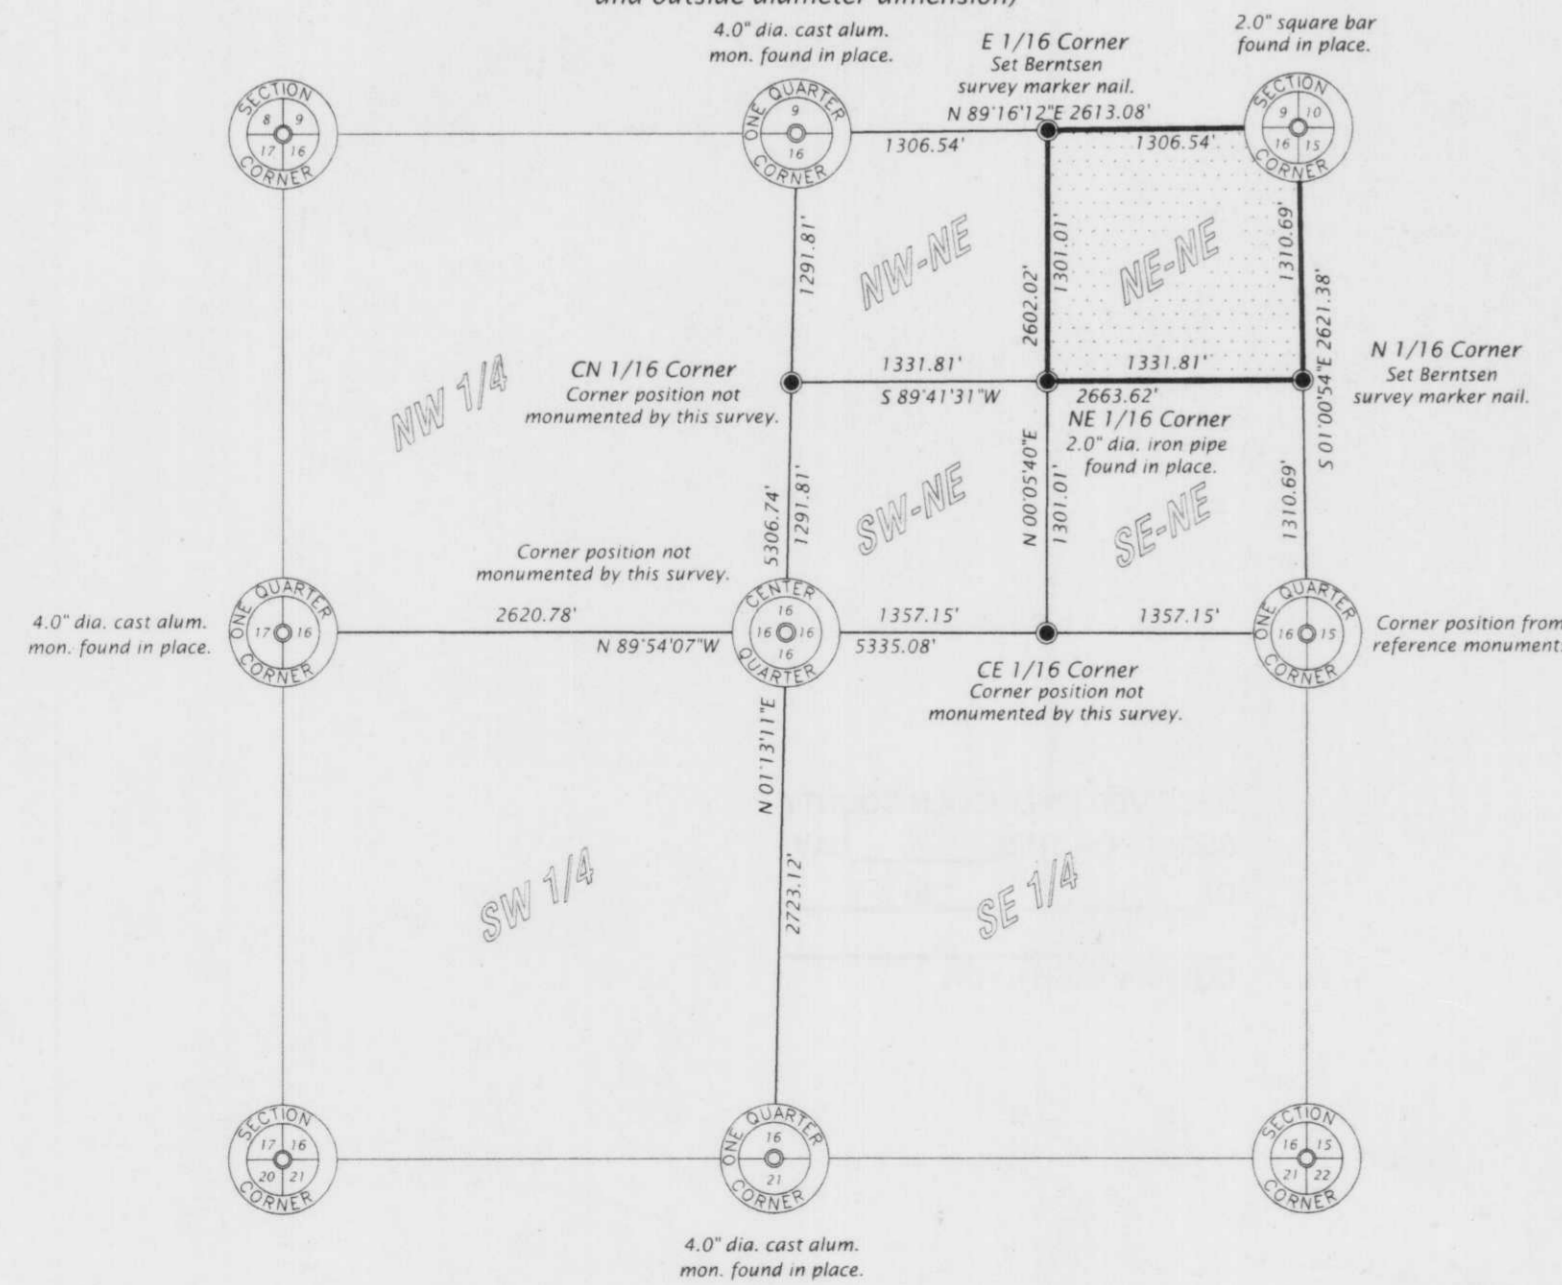 and outside diameter dimension)
4.0" dia. cast alum.
mon. found in place.
E 1/16 Corner
Set Berntsen
survey marker nail.
2.0" square bar
found in place.
SECTION
8 9
17 16
CORNER
ONE QUARTER
9
16
CORNER
N 89°16'12"E 2613.08'
1306.54'
1306.54'
SECTION
9 10
16 15
CORNER
1291.81'
NW-NE
2602.02'
1301.01'
NE-NE
1310.69'
S 01°00'54"E 2621.38'
NW 1/4
CN 1/16 Corner
Corner position not
monumented by this survey.
1331.81'
S 89°41'31"W
1331.81'
2663.62'
NE 1/16 Corner
2.0" dia. iron pipe
found in place.
N 1/16 Corner
Set Berntsen
survey marker nail.
5306.74'
1291.81'
SW-NE
N 00°05'40"E
1301.01'
SE-NE
1310.69'
Corner position not
monumented by this survey.
4.0" dia. cast alum.
mon. found in place.
ONE QUARTER
17 16
CORNER
2620.78'
N 89°54'07"W
CENTER
16
16 16
16
QUARTER
1357.15'
5335.08'
1357.15'
CE 1/16 Corner
Corner position not
monumented by this survey.
ONE QUARTER
16 15
CORNER
Corner position from
reference monument
N 01°13'11"E
2723.12'
SW 1/4
SE 1/4
SECTION
17 16
20 21
CORNER
ONE QUARTER
16
21
CORNER
SECTION
16 15
21 22
CORNER
4.0" dia. cast alum.
mon. found in place.